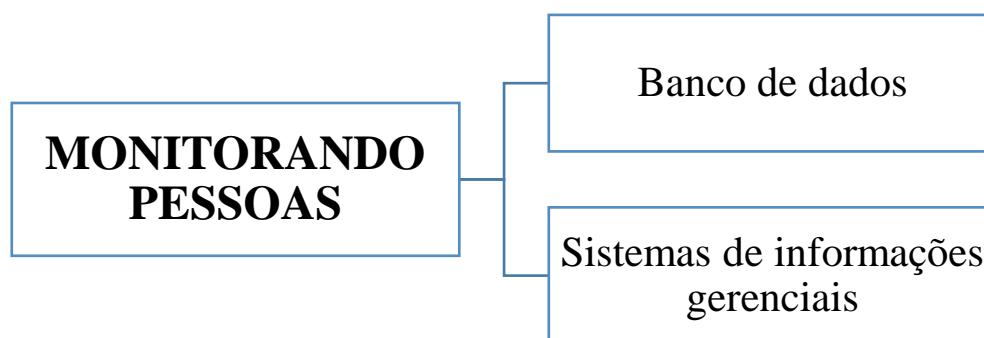 MONITORANDO
PESSOAS
Banco de dados
Sistemas de informações
gerenciais